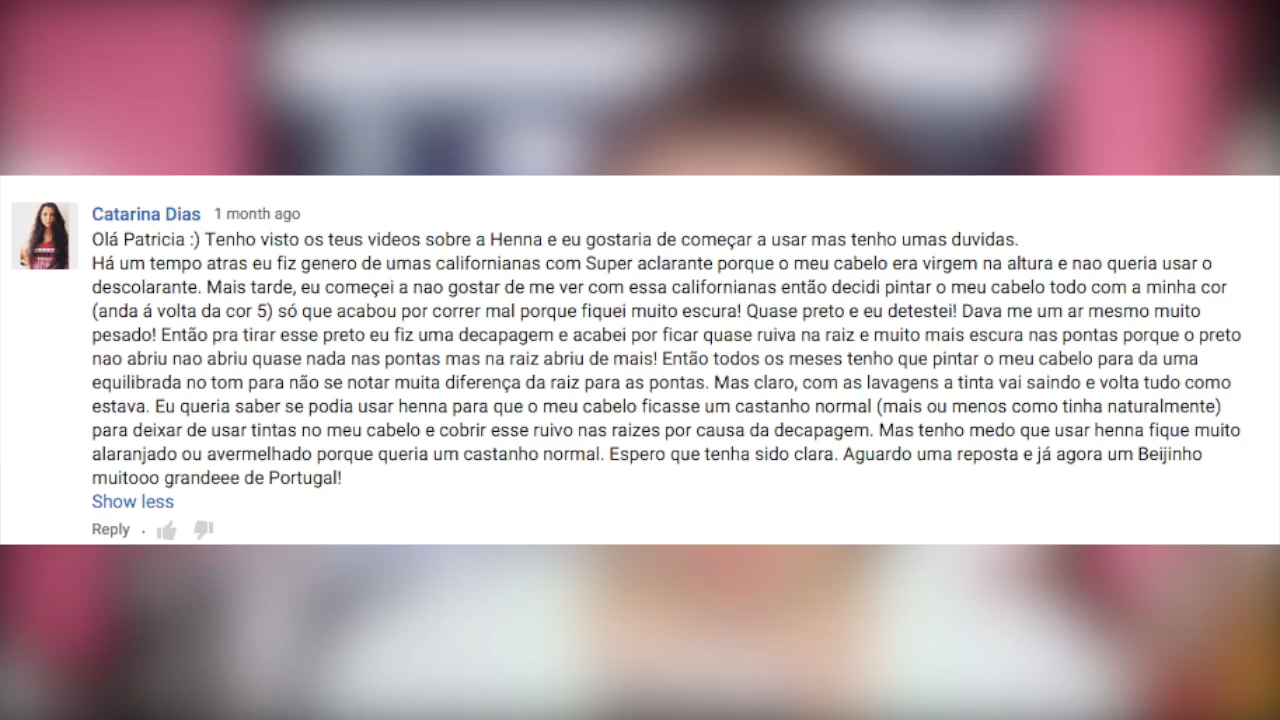 Catarina Dias 1 month ago
Olá Patricia :) Tenho visto os teus videos sobre a Henna e eu gostaria de começar a usar mas tenho umas duvidas.
Há um tempo atras eu fiz genero de umas californianas com Super aclarante porque o meu cabelo era virgem na altura e nao queria usar o
descolarante. Mais tarde, eu começei a nao gostar de me ver com essa californianas então decidi pintar o meu cabelo todo com a minha cor
(anda á volta da cor 5) só que acabou por correr mal porque fiquei muito escura! Quase preto e eu detestei! Dava me um ar mesmo muito
pesado! Então pra tirar esse preto eu fiz uma decapagem e acabei por ficar quase ruiva na raiz e muito mais escura nas pontas porque o preto
nao abriu nao abriu quase nada nas pontas mas na raiz abriu de mais! Então todos os meses tenho que pintar o meu cabelo para da uma
equilibrada no tom para não se notar muita diferença da raiz para as pontas. Mas claro, com as lavagens a tinta vai saindo e volta tudo como
estava. Eu queria saber se podia usar henna para que o meu cabelo ficasse um castanho normal (mais ou menos como tinha naturalmente)
para deixar de usar tintas no meu cabelo e cobrir esse ruivo nas raizes por causa da decapagem. Mas tenho medo que usar henna fique muito
alaranjado ou avermelhado porque queria um castanho normal. Espero que tenha sido clara. Aguardo uma reposta e já agora um Beijinho
muitooo grandeee de Portugal!
Show less
Reply .